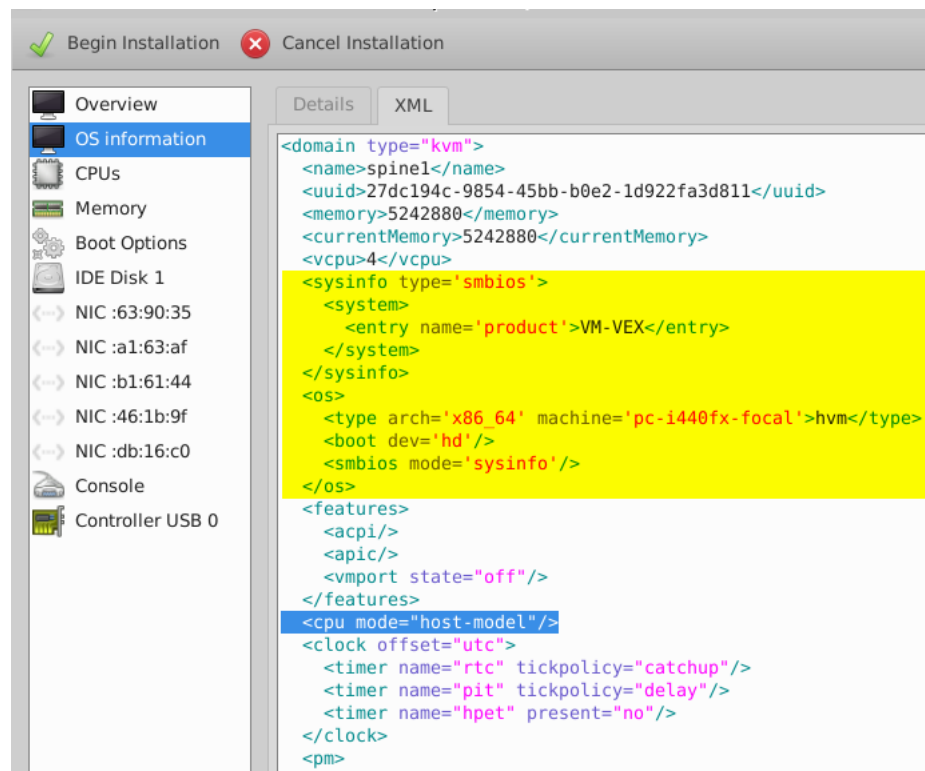 Begin Installation
Cancel Installation
Overview
OS information
CPUs
Memory
Boot Options
IDE Disk 1
NIC :63:90:35
NIC :a1:63:af
NIC :b1:61:44
NIC :46:1b:9f
NIC :db:16:c0
Console
Controller USB 0
Details
XML
<domain type="kvm">
  <name>spine1</name>
  <uuid>27dc194c-9854-45bb-b0e2-1d922fa3d811</uuid>
  <memory>5242880</memory>
  <currentMemory>5242880</currentMemory>
  <vcpu>4</vcpu>
  <sysinfo type='smbios'>
    <system>
      <entry name='product'>VM-VEX</entry>
    </system>
  </sysinfo>
  <os>
    <type arch='x86_64' machine='pc-i440fx-focal'>hvm</type>
    <boot dev='hd'/>
    <smbios mode='sysinfo'/>
  </os>
  <features>
    <acpi/>
    <apic/>
    <vmport state="off"/>
  </features>
  <cpu mode="host-model"/>
  <clock offset="utc">
    <timer name="rtc" tickpolicy="catchup"/>
    <timer name="pit" tickpolicy="delay"/>
    <timer name="hpet" present="no"/>
  </clock>
  <pm>